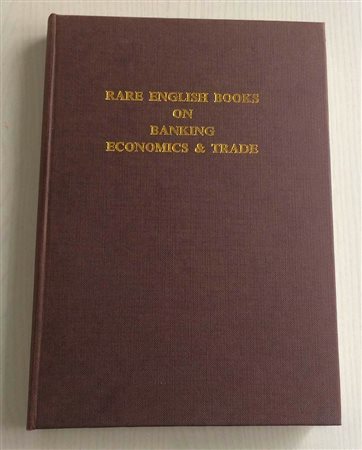 RARE ENGLISH BOOKS
ON
BANKING
ECONOMICS & TRADE